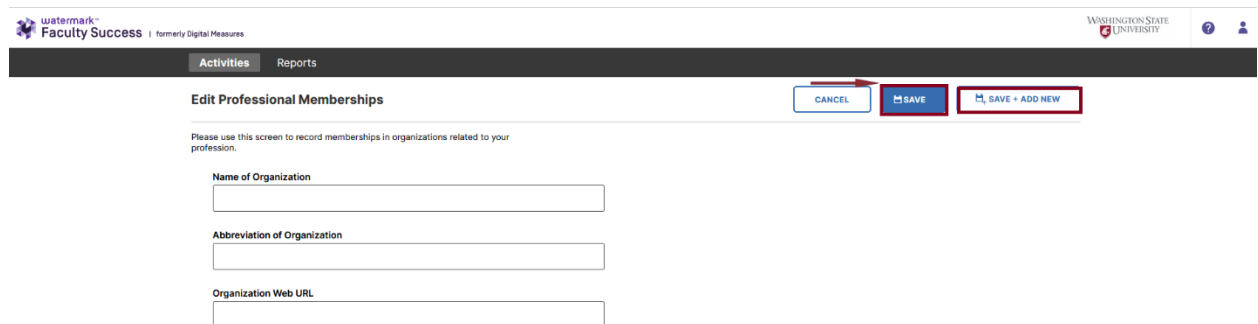 watermark™
Faculty Success | formerly Digital Measures
WASHINGTON STATE
UNIVERSITY
?
Activities Reports
Edit Professional Memberships
CANCEL SAVE SAVE + ADD NEW
Please use this screen to record memberships in organizations related to your
profession.
Name of Organization
Abbreviation of Organization
Organization Web URL